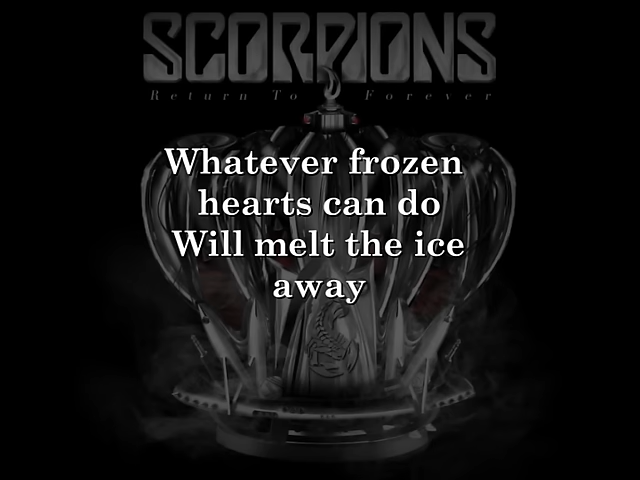 SCORPIONS
Return To Forever
Whatever frozen
hearts can do
Will melt the ice
away